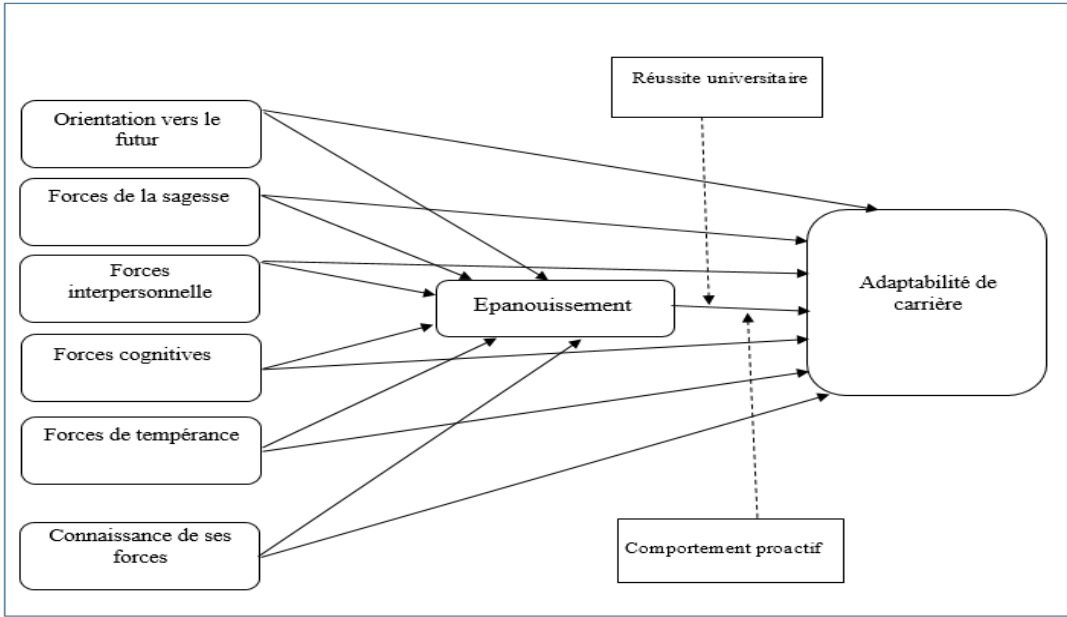 Réussite universitaire
Orientation vers le
futur
Forces de la sagesse
Forces
interpersonnelle
Epanouissement
Adaptabilité de
carrière
Forces cognitives
Forces de tempérance
Connaissance de ses
forces
Comportement proactif